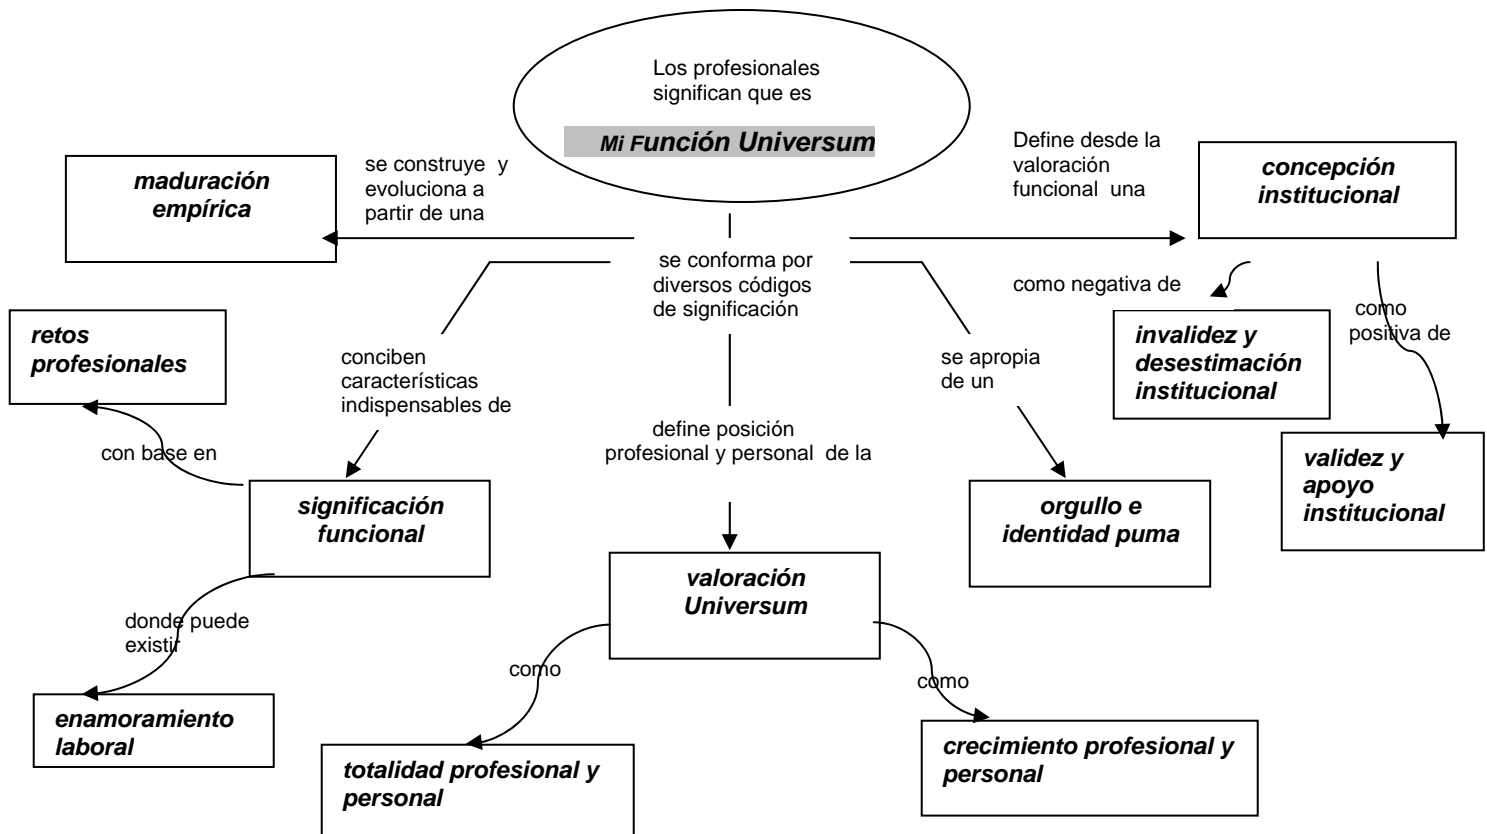 Los profesionales
significan que es
Mi Función Universum
se construye y
evoluciona a
partir de una
maduración
empírica
Define desde la
valoración
funcional una
concepción
institucional
se conforma por
diversos códigos
de significación
como negativa de
como
positiva de
invalidez y
desestimación
institucional
validez y
apoyo
institucional
retos
profesionales
conciben
características
indispensables de
se apropia
de un
con base en
define posición
profesional y personal de la
significación
funcional
orgullo e
identidad puma
valoración
Universum
donde puede
existir
como
como
enamoramiento
laboral
totalidad profesional y
personal
crecimiento profesional y
personal